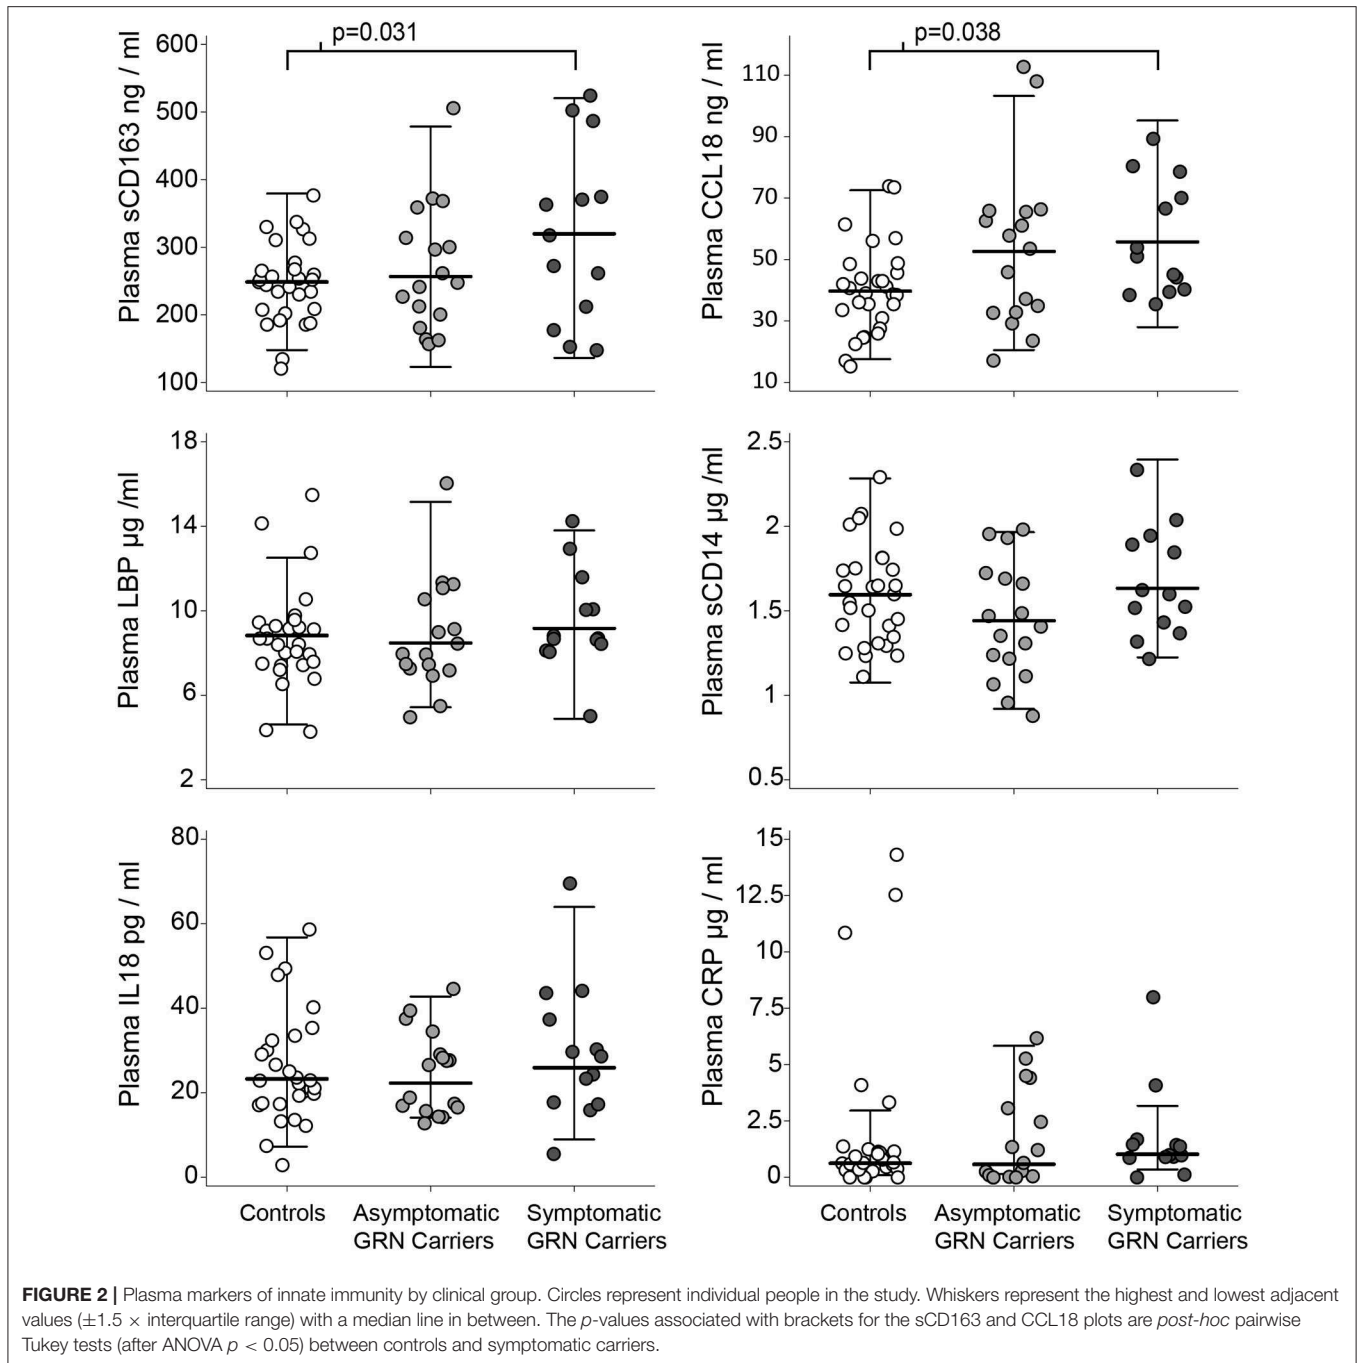 p=0.031
Plasma sCD163 ng / ml
600
500
400
300
200
100
p=0.038
Plasma CCL18 ng / ml
110
90
70
50
30
10
Plasma LBP µg /ml
18
14
10
6
2
Plasma sCD14 µg /ml
2.5
2
1.5
1
0.5
Plasma IL18 pg / ml
80
60
40
20
0
Controls
Asymptomatic
GRN Carriers
Symptomatic
GRN Carriers
Plasma CRP µg / ml
15
12.5
10
7.5
5
2.5
0
Controls
Asymptomatic
GRN Carriers
Symptomatic
GRN Carriers
FIGURE 2 | Plasma markers of innate immunity by clinical group. Circles represent individual people in the study. Whiskers represent the highest and lowest adjacent
values (±1.5 × interquartile range) with a median line in between. The p-values associated with brackets for the sCD163 and CCL18 plots are post-hoc pairwise
Tukey tests (after ANOVA p < 0.05) between controls and symptomatic carriers.